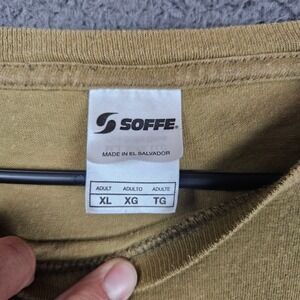 SOFFE®
MADE IN EL SALVADOR
ADULT ADULTO ADULTE
XL XG TG